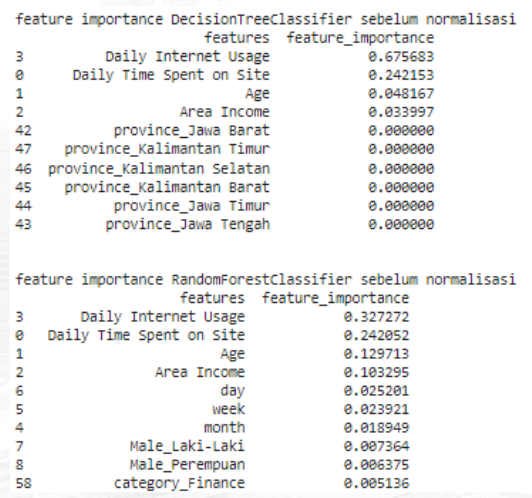 feature importance DecisionTreeClassifier sebelum normalisasi
features feature_importance
3 Daily Internet Usage 0.675683
0 Daily Time Spent on Site 0.242153
1 Age 0.048167
2 Area Income 0.033997
42 province_Jawa Barat 0.000000
47 province_Kalimantan Timur 0.000000
46 province_Kalimantan Selatan 0.000000
45 province_Kalimantan Barat 0.000000
44 province_Jawa Timur 0.000000
43 province_Jawa Tengah 0.000000
feature importance RandomForestClassifier sebelum normalisasi
features feature_importance
3 Daily Internet Usage 0.327272
0 Daily Time Spent on Site 0.242052
1 Age 0.129713
2 Area Income 0.103295
6 day 0.025201
5 week 0.023921
4 month 0.018949
7 Male_Laki-Laki 0.007364
8 Male_Perempuan 0.006375
58 category_Finance 0.005136